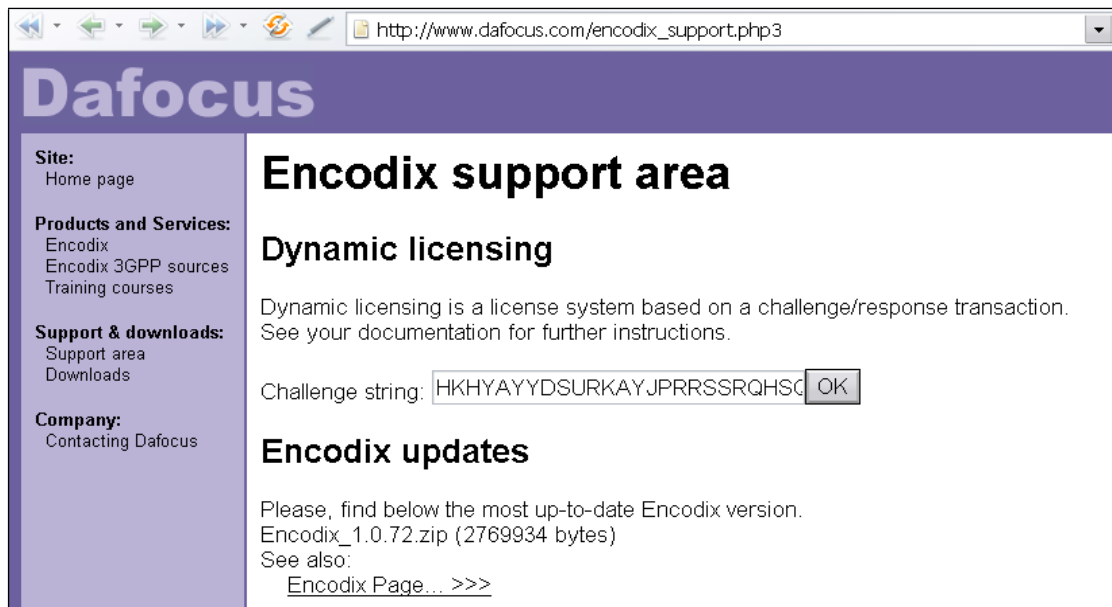 http://www.dafocus.com/encodix_support.php3
Dafocus
Site:
Home page
Products and Services:
Encodix
Encodix 3GPP sources
Training courses
Support & downloads:
Support area
Downloads
Company:
Contacting Dafocus
Encodix support area
Dynamic licensing
Dynamic licensing is a license system based on a challenge/response transaction.
See your documentation for further instructions.
Challenge string: HKHYAYYDSURKAYJPRRSSRQHSQ OK
Encodix updates
Please, find below the most up-to-date Encodix version.
Encodix_1.0.72.zip (2769934 bytes)
See also:
Encodix Page... >>>